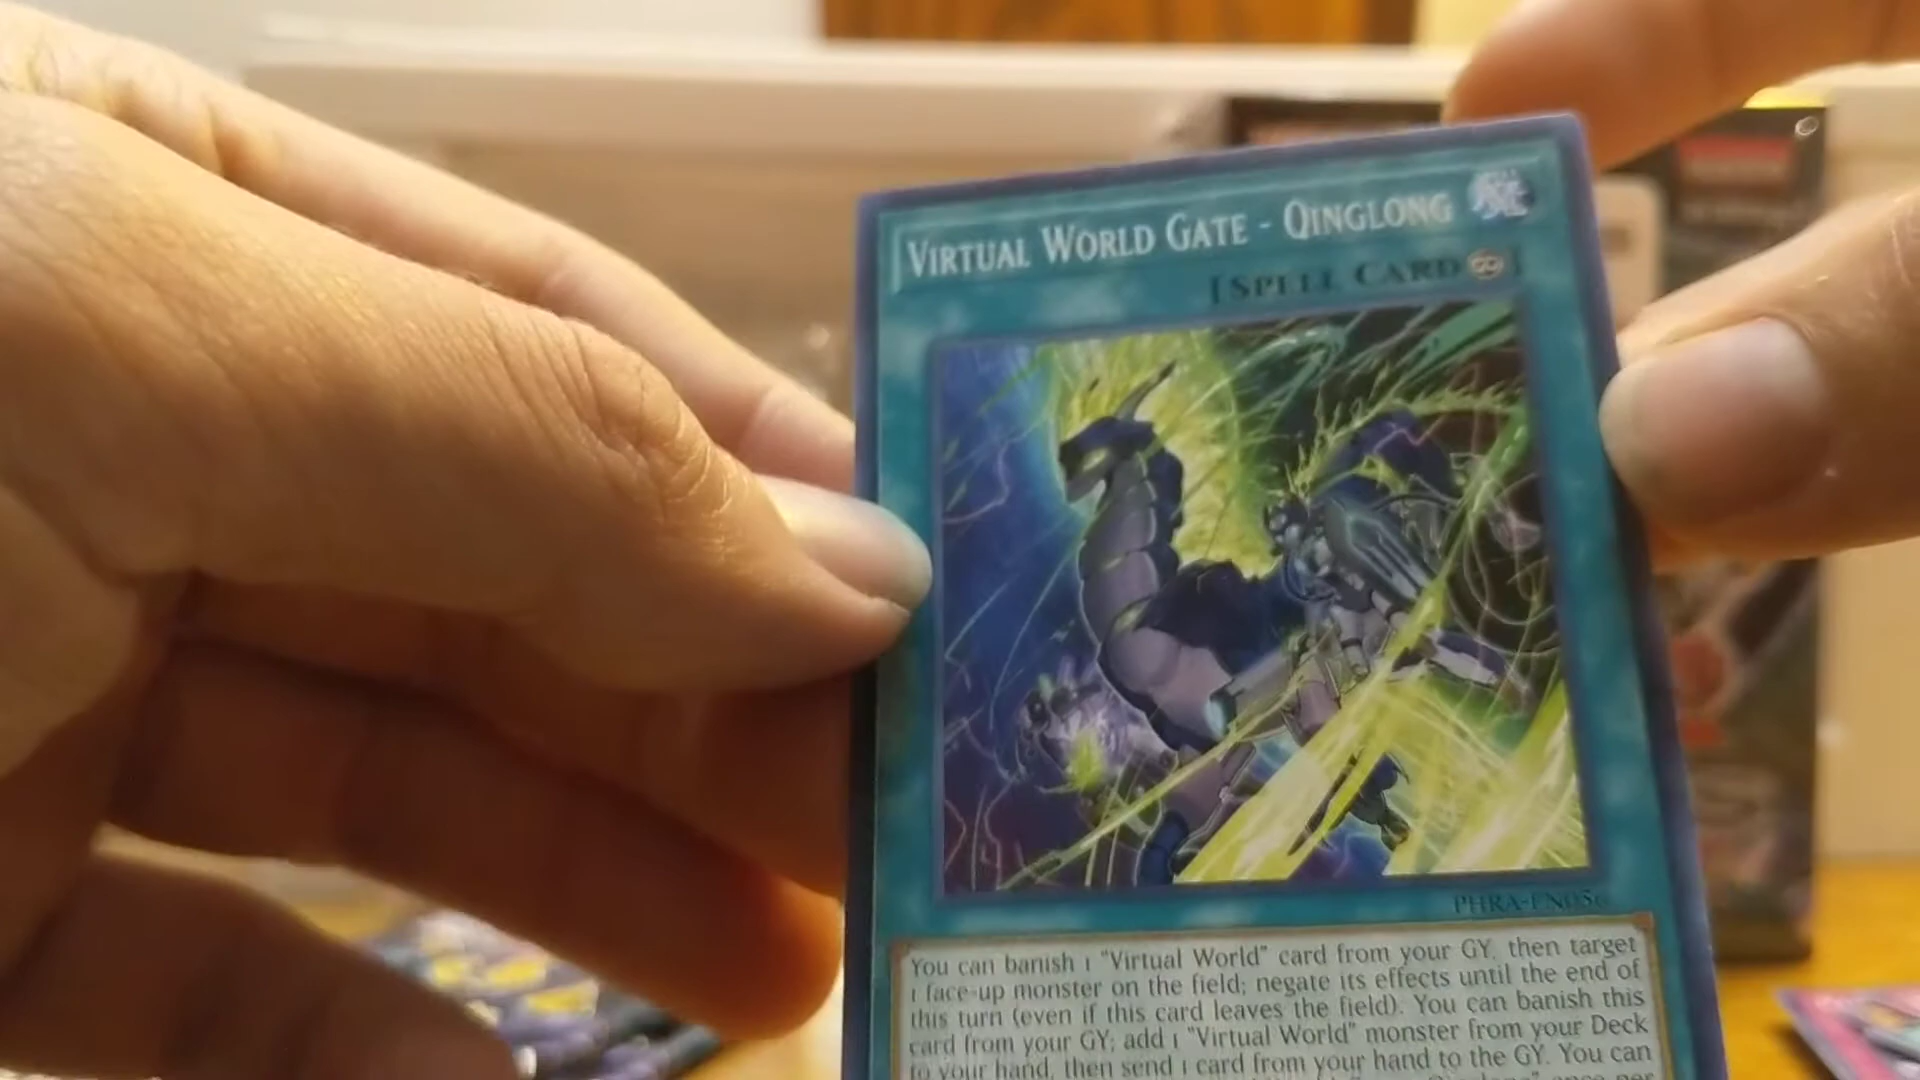 VIRTUAL WORLD GATE - QINGLONG
[SPELL CARD]
PHRA-EN056
You can banish 1 "Virtual World" card from your GY, then target
1 face-up monster on the field; negate its effects until the end of
this turn (even if this card leaves the field). You can banish this
card from your GY; add 1 "Virtual World" monster from your Deck
to your hand, then send 1 card from your hand to the GY. You can